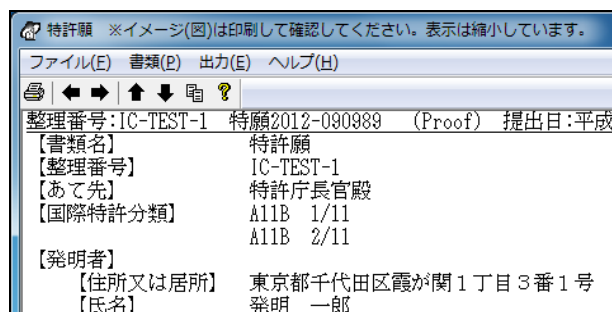 特許願　※イメージ(図)は印刷して確認してください。表示は縮小しています。
ファイル(F)　書類(P)　出力(E)　ヘルプ(H)
整理番号:IC-TEST-1　特願2012-090989　(Proof)　提出日:平成
【書類名】　特許願
【整理番号】　IC-TEST-1
【あて先】　特許庁長官殿
【国際特許分類】　A11B　1/11
A11B　2/11
【発明者】
【住所又は居所】　東京都千代田区霞が関１丁目３番１号
【氏名】　発明　一郎